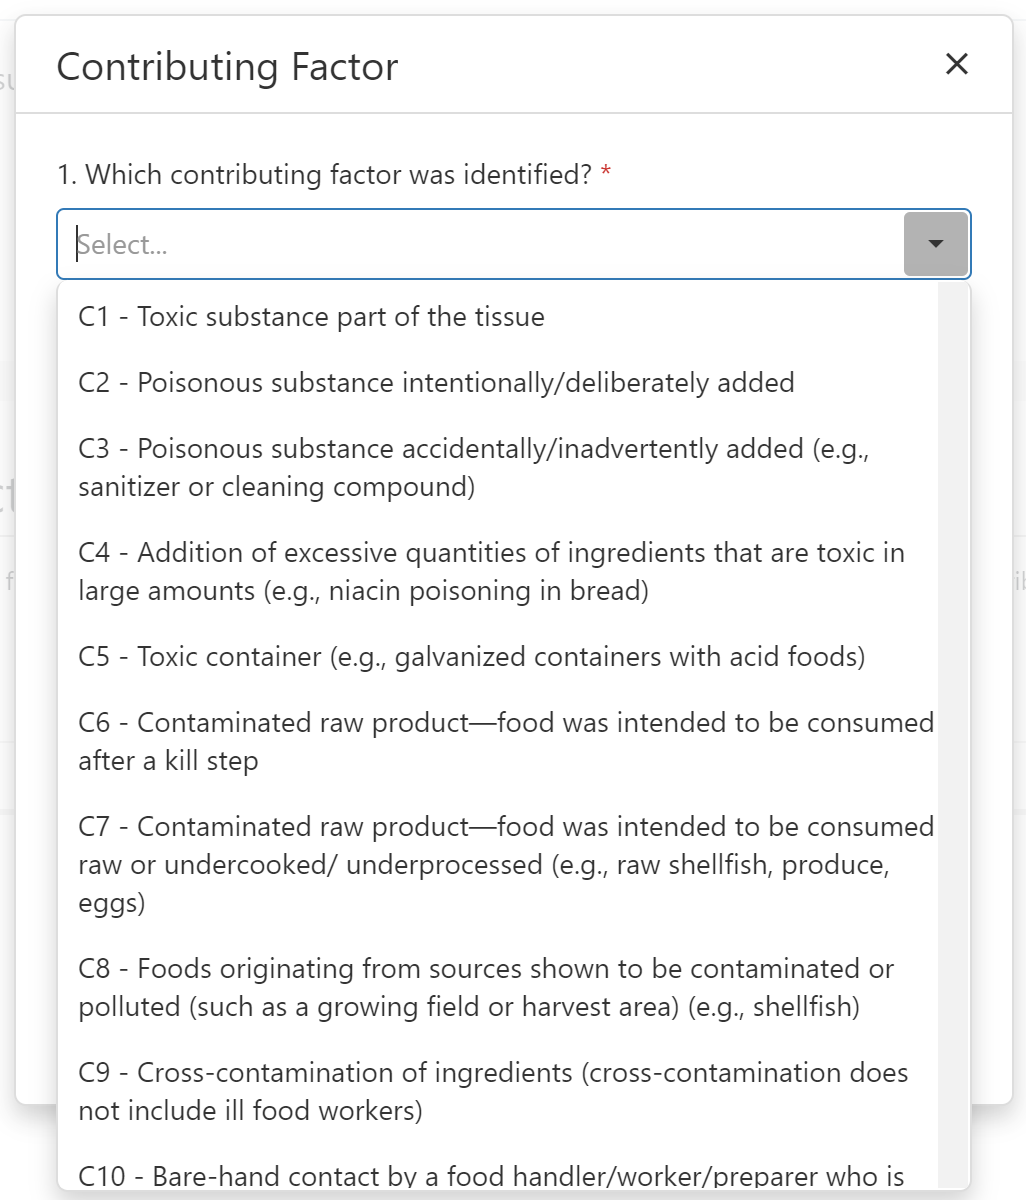 Contributing Factor
1. Which contributing factor was identified? *
Select...
C1 - Toxic substance part of the tissue
C2 - Poisonous substance intentionally/deliberately added
C3 - Poisonous substance accidentally/inadvertently added (e.g.,
sanitizer or cleaning compound)
C4 - Addition of excessive quantities of ingredients that are toxic in
large amounts (e.g., niacin poisoning in bread)
C5 - Toxic container (e.g., galvanized containers with acid foods)
C6 - Contaminated raw product—food was intended to be consumed
after a kill step
C7 - Contaminated raw product—food was intended to be consumed
raw or undercooked/ underprocessed (e.g., raw shellfish, produce,
eggs)
C8 - Foods originating from sources shown to be contaminated or
polluted (such as a growing field or harvest area) (e.g., shellfish)
C9 - Cross-contamination of ingredients (cross-contamination does
not include ill food workers)
C10 - Bare-hand contact by a food handler/worker/preparer who is